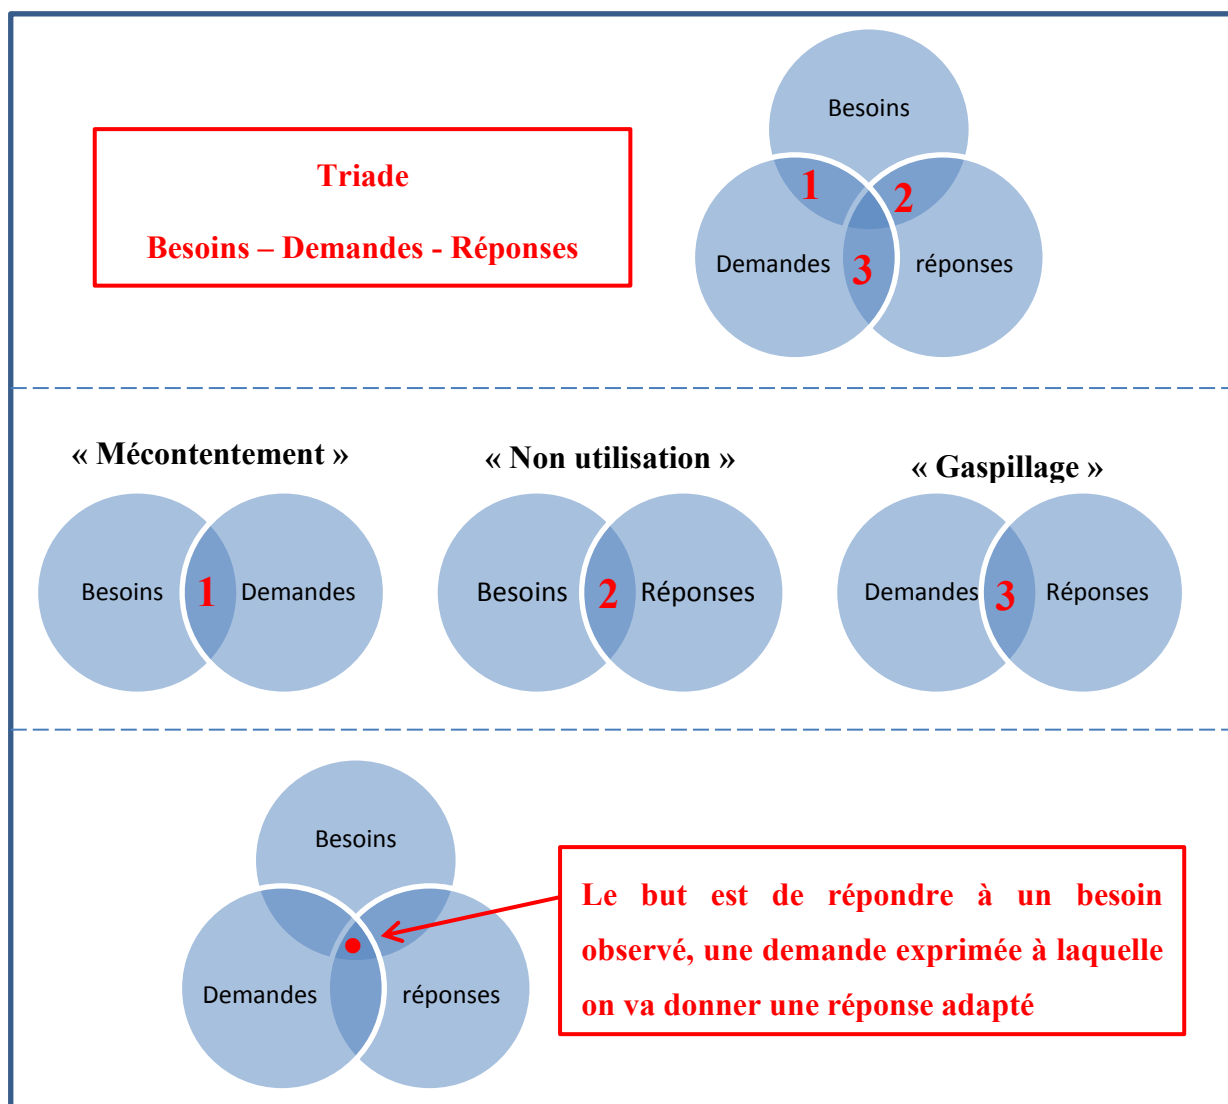 Triade
Besoins – Demandes - Réponses
Besoins
1
2
Demandes
3
réponses
« Mécontentement »
« Non utilisation »
« Gaspillage »
Besoins
1
Demandes
Besoins
2
Réponses
Demandes
3
Réponses
Besoins
Demandes
réponses
Le but est de répondre à un besoin
observé, une demande exprimée à laquelle
on va donner une réponse adapté